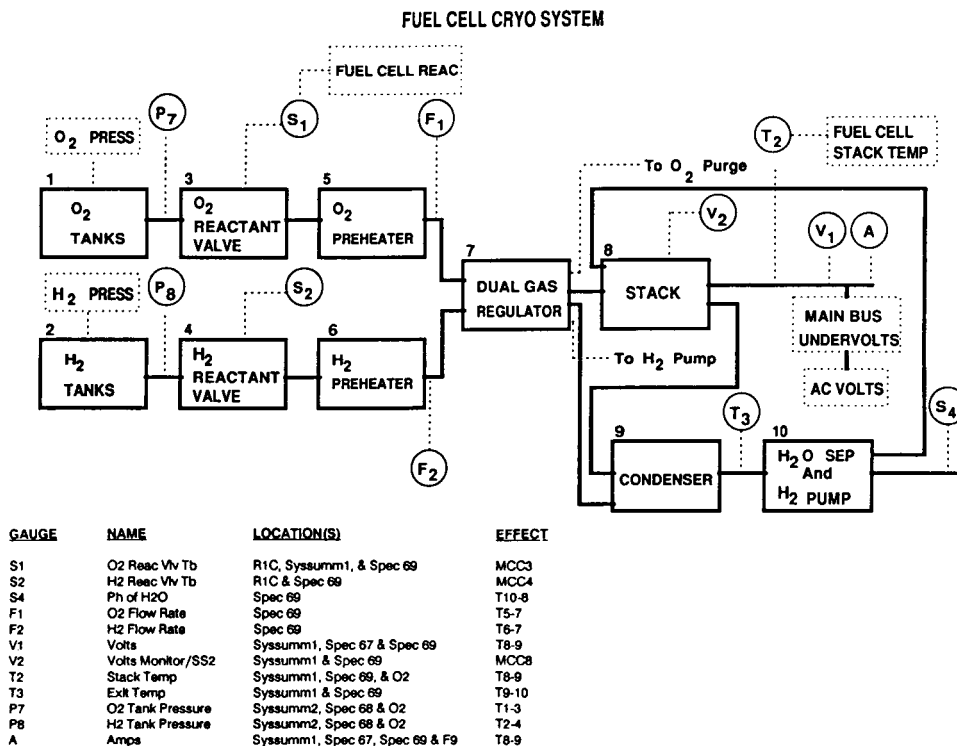 FUEL CELL CRYO SYSTEM
FUEL CELL REAC
P7
S1
F1
O2 PRESS
T2
FUEL CELL
STACK TEMP
To O2 Purge
1
O2
TANKS
3
O2
REACTANT
VALVE
5
O2
PREHEATER
V2
V1
A
7
DUAL GAS
REGULATOR
8
STACK
H2 PRESS
P8
S2
MAIN BUS
UNDERVOLTS
2
H2
TANKS
4
H2
REACTANT
VALVE
6
H2
PREHEATER
To H2 Pump
AC VOLTS
T3
S4
F2
9
CONDENSER
10
H2O SEP
And
H2 PUMP
GAUGE NAME LOCATION(S) EFFECT
S1 O2 Reac Vlv Tb R1C, Syssumm1, & Spec 69 MCC3
S2 H2 Reac Vlv Tb R1C & Spec 69 MCC4
S4 Ph of H2O Spec 69 T10-8
F1 O2 Flow Rate Spec 69 T5-7
F2 H2 Flow Rate Spec 69 T6-7
V1 Volts Syssumm1, Spec 67 & Spec 69 T8-9
V2 Volts Monitor/SS2 Syssumm1 & Spec 69 MCC8
T2 Stack Temp Syssumm1, Spec 69, & O2 T8-9
T3 Exit Temp Syssumm1 & Spec 69 T9-10
P7 O2 Tank Pressure Syssumm2, Spec 68 & O2 T1-3
P8 H2 Tank Pressure Syssumm2, Spec 68 & O2 T2-4
A Amps Syssumm1, Spec 67, Spec 69 & F9 T8-9